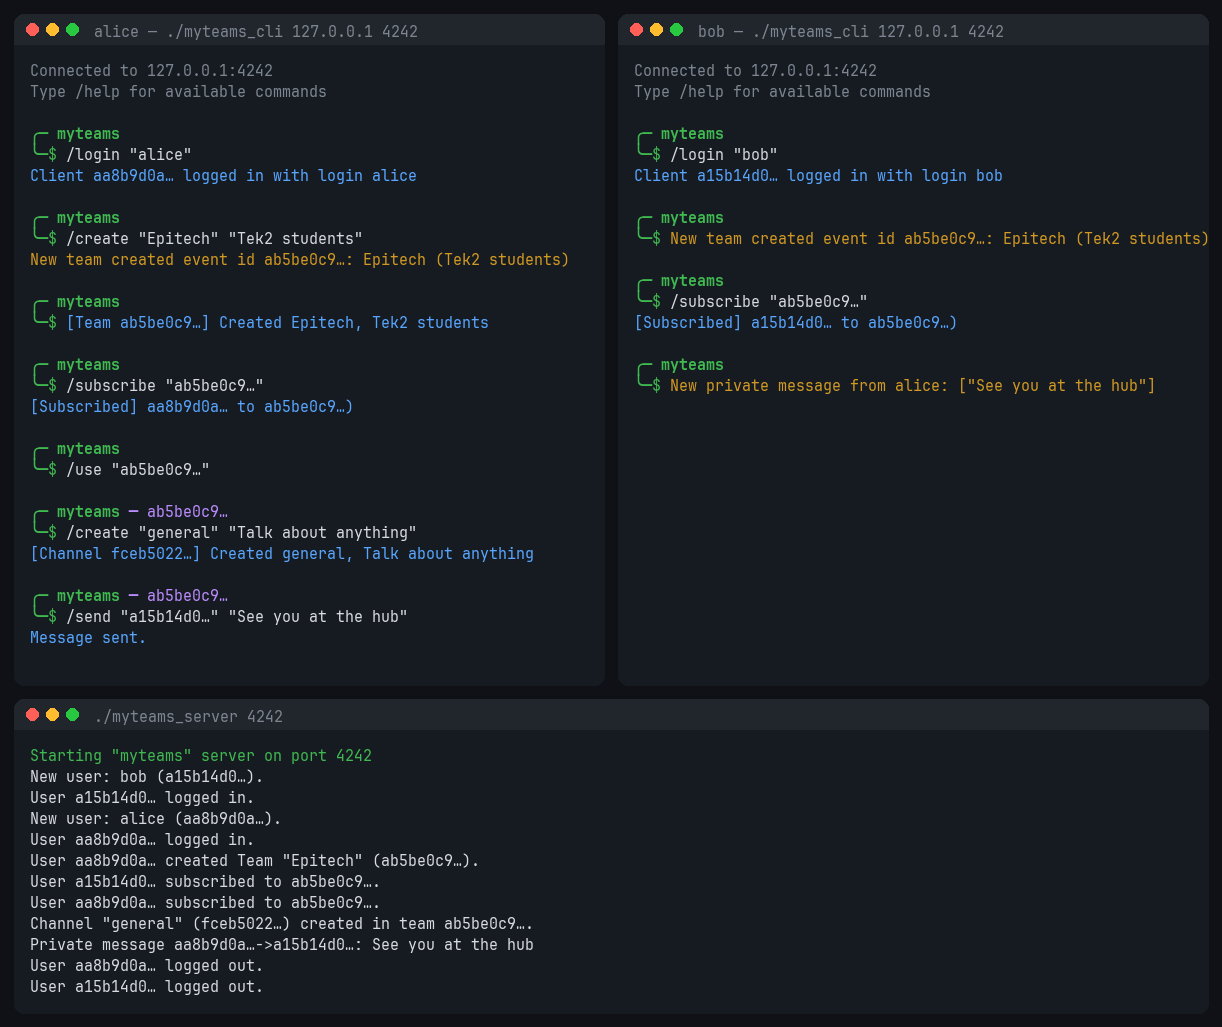 alice — ./myteams_cli 127.0.0.1 4242
Connected to 127.0.0.1:4242
Type /help for available commands
╭─ myteams
╰─$ /login "alice"
Client aa8b9d0a… logged in with login alice
╭─ myteams
╰─$ /create "Epitech" "Tek2 students"
New team created event id ab5be0c9…: Epitech (Tek2 students)
╭─ myteams
╰─$ [Team ab5be0c9…] Created Epitech, Tek2 students
╭─ myteams
╰─$ /subscribe "ab5be0c9…"
[Subscribed] aa8b9d0a… to ab5be0c9…)
╭─ myteams
╰─$ /use "ab5be0c9…"
╭─ myteams — ab5be0c9…
╰─$ /create "general" "Talk about anything"
[Channel fceb5022…] Created general, Talk about anything
╭─ myteams — ab5be0c9…
╰─$ /send "a15b14d0…" "See you at the hub"
Message sent.
bob — ./myteams_cli 127.0.0.1 4242
Connected to 127.0.0.1:4242
Type /help for available commands
╭─ myteams
╰─$ /login "bob"
Client a15b14d0… logged in with login bob
╭─ myteams
╰─$ New team created event id ab5be0c9…: Epitech (Tek2 students)
╭─ myteams
╰─$ /subscribe "ab5be0c9…"
[Subscribed] a15b14d0… to ab5be0c9…)
╭─ myteams
╰─$ New private message from alice: ["See you at the hub"]
./myteams_server 4242
Starting "myteams" server on port 4242
New user: bob (a15b14d0…).
User a15b14d0… logged in.
New user: alice (aa8b9d0a…).
User aa8b9d0a… logged in.
User aa8b9d0a… created Team "Epitech" (ab5be0c9…).
User a15b14d0… subscribed to ab5be0c9….
User aa8b9d0a… subscribed to ab5be0c9….
Channel "general" (fceb5022…) created in team ab5be0c9….
Private message aa8b9d0a…->a15b14d0…: See you at the hub
User aa8b9d0a… logged out.
User a15b14d0… logged out.